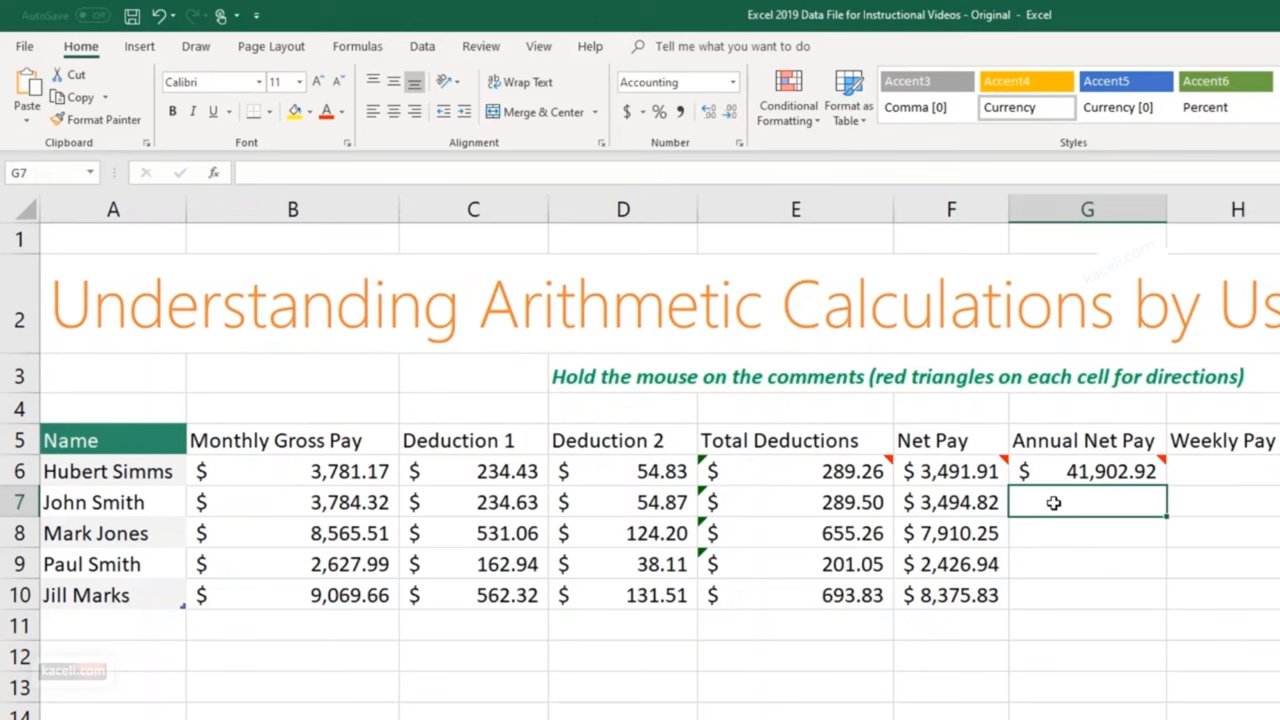 AutoSave Off Excel 2019 Data File for Instructional Videos - Original - Excel
File Home Insert Draw Page Layout Formulas Data Review View Help Tell me what you want to do
Paste Cut Copy Format Painter Clipboard
Calibri 11 A A B I U A Font
Wrap Text Merge & Center Alignment
Accounting $ % , Number
Conditional Formatting Format as Table
Accent3 Accent4 Accent5 Accent6
Comma [0] Currency Currency [0] Percent
Styles
G7 fx
A B C D E F G H
1
kaceli.com
2 Understanding Arithmetic Calculations by Us
3 Hold the mouse on the comments (red triangles on each cell for directions)
4
5 Name Monthly Gross Pay Deduction 1 Deduction 2 Total Deductions Net Pay Annual Net Pay Weekly Pay
6 Hubert Simms $ 3,781.17 $ 234.43 $ 54.83 $ 289.26 $ 3,491.91 $ 41,902.92
7 John Smith $ 3,784.32 $ 234.63 $ 54.87 $ 289.50 $ 3,494.82
8 Mark Jones $ 8,565.51 $ 531.06 $ 124.20 $ 655.26 $ 7,910.25
9 Paul Smith $ 2,627.99 $ 162.94 $ 38.11 $ 201.05 $ 2,426.94
10 Jill Marks $ 9,069.66 $ 562.32 $ 131.51 $ 693.83 $ 8,375.83
11
12
kaceli.com
13
14